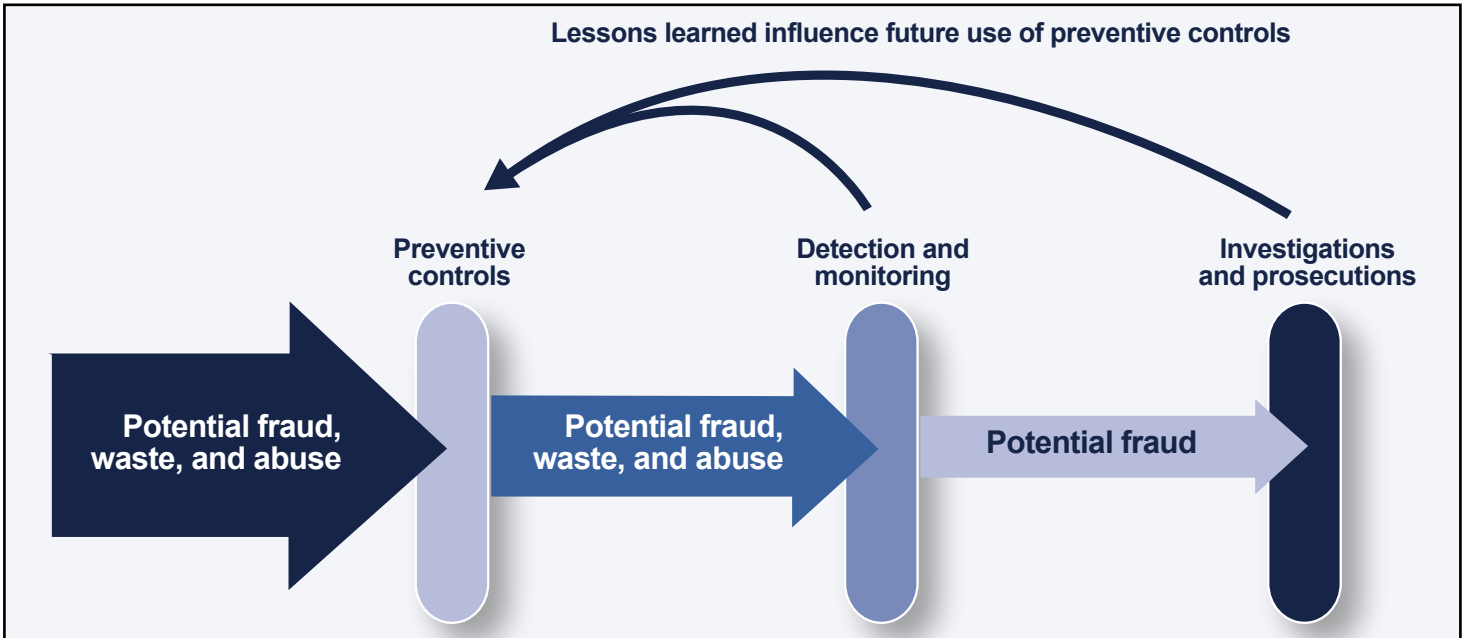 Lessons learned influence future use of preventive controls
Preventive
controls
Detection and
monitoring
Investigations
and prosecutions
Potential fraud,
waste, and abuse
Potential fraud,
waste, and abuse
Potential fraud